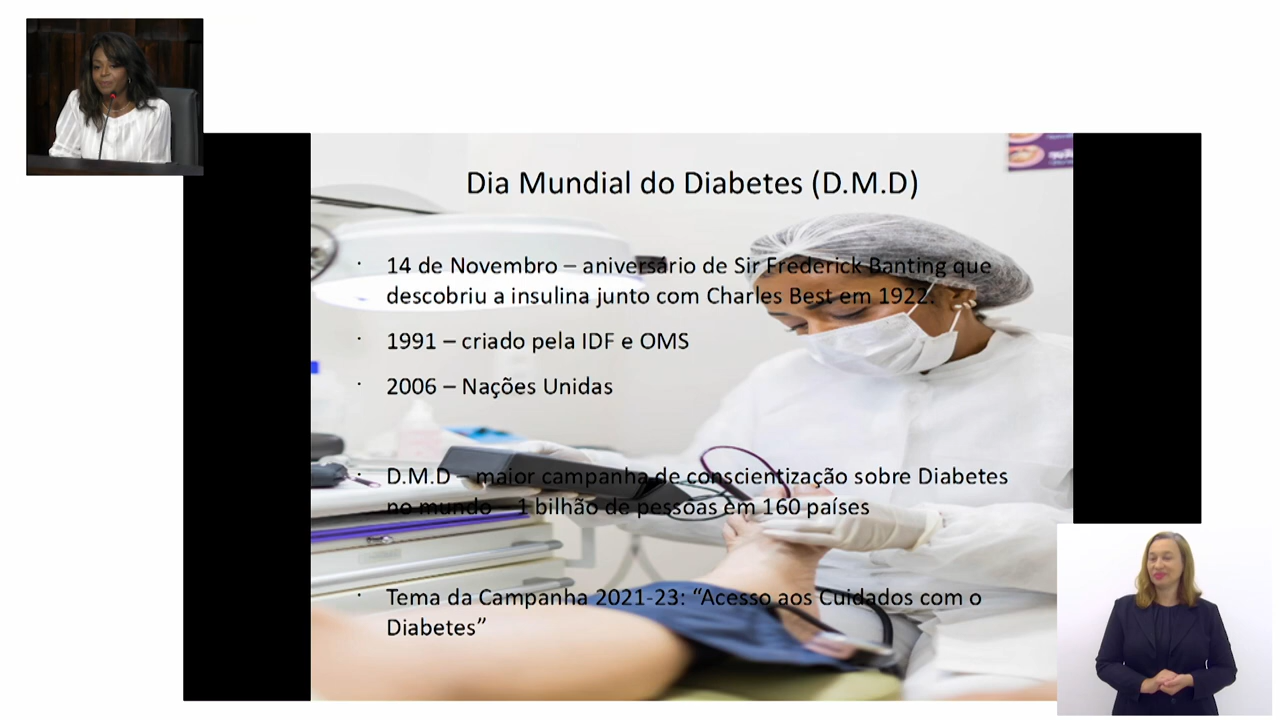 Dia Mundial do Diabetes (D.M.D)
· 14 de Novembro – aniversário de Sir Frederick Banting que
descobriu a insulina junto com Charles Best em 1922.
· 1991 – criado pela IDF e OMS
· 2006 – Nações Unidas
· D.M.D – maior campanha de conscientização sobre Diabetes
no mundo – 1 bilhão de pessoas em 160 países
· Tema da Campanha 2021-23: “Acesso aos Cuidados com o
Diabetes”